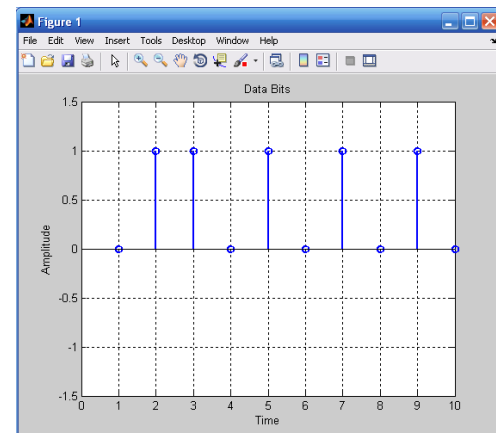 Figure 1
File Edit View Insert Tools Desktop Window Help
Data Bits
1.5
1
0.5
0
-0.5
-1
-1.5
Amplitude
0 1 2 3 4 5 6 7 8 9 10
Time